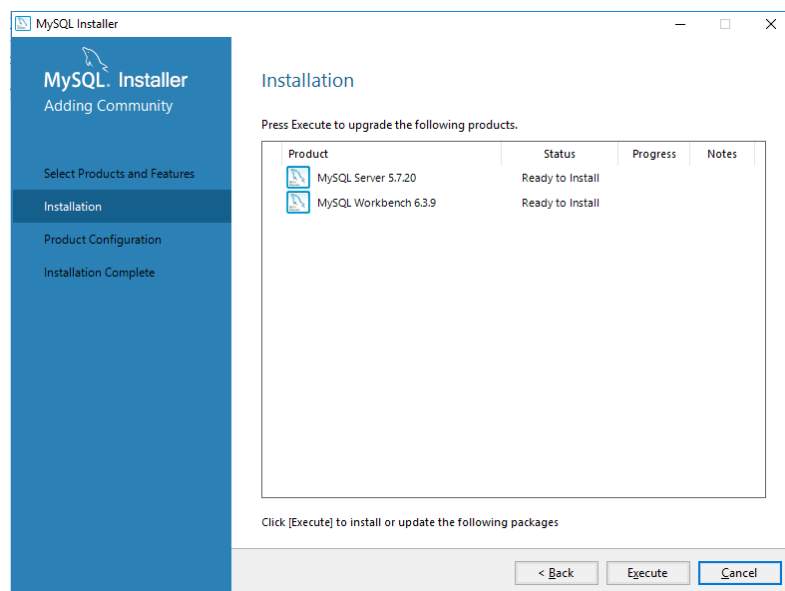 MySQL Installer
MySQL. Installer
Adding Community
Select Products and Features
Installation
Product Configuration
Installation Complete
Installation
Press Execute to upgrade the following products.
Product Status Progress Notes
MySQL Server 5.7.20 Ready to Install
MySQL Workbench 6.3.9 Ready to Install
Click [Execute] to install or update the following packages
< Back Execute Cancel